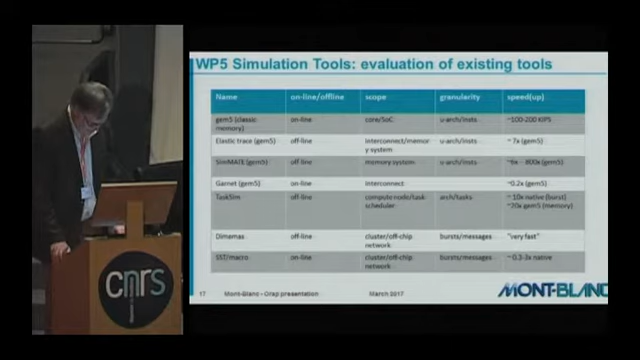 WP5 Simulation Tools: evaluation of existing tools
Name on-line/offline scope granularity speed(up)
gem5 (classic memory) on-line core/SoC u-arch/insts ~100-200 KIPS
Elastic trace (gem5) off-line interconnect/memory system u-arch/insts ~ 7x (gem5)
SimMAZE (gem5) off-line memory system u-arch/insts ~6x - 800x (gem5)
Garnet (gem5) on-line interconnect u-arch/insts ~0.2x (gem5)
TaskSim off-line compute node/task scheduler arch/tasks ~ 10x native (burst) ~20x gem5 (memory)
Dimemas off-line cluster/off-chip network bursts/messages "very fast"
SST/macro on-line cluster/off-chip network bursts/messages ~ 0.3-3x native
17 Mont-Blanc - Orap presentation March 2017
MONT-BLANC
cnrs